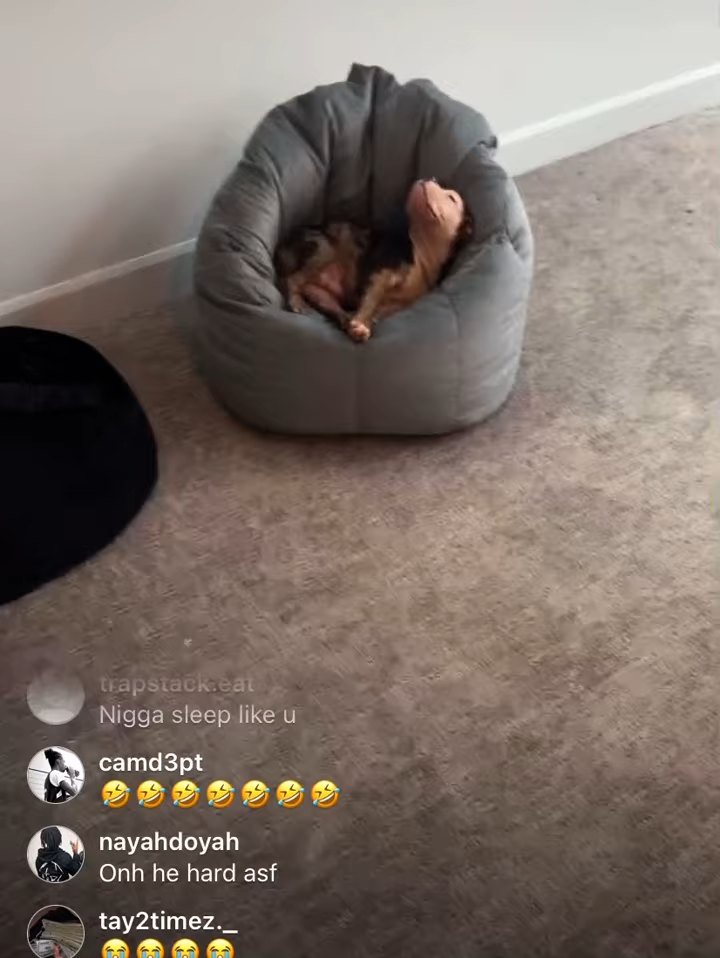 trapstack.eat
Nigga sleep like u
camd3pt
🤣🤣🤣🤣🤣🤣🤣
nayahdoyah
Onh he hard asf
tay2timez._
😭😭😭😭